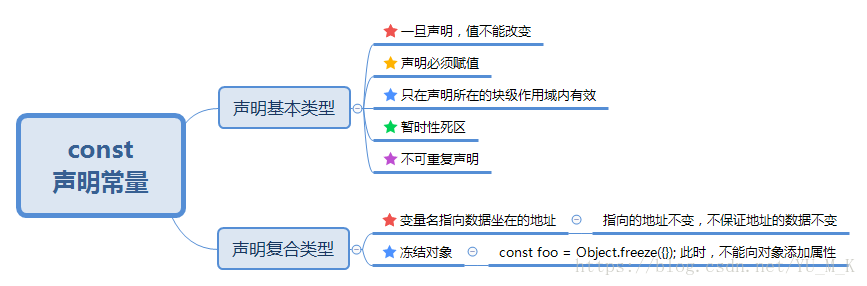 const
声明常量
声明基本类型
一旦声明，值不能改变
声明必须赋值
只在声明所在的块级作用域内有效
暂时性死区
不可重复声明
声明复合类型
变量名指向数据坐在的地址
指向的地址不变，不保证地址的数据不变
冻结对象
const foo = Object.freeze({}); 此时，不能向对象添加属性
https://blog.csdn.net/Yu_M_K